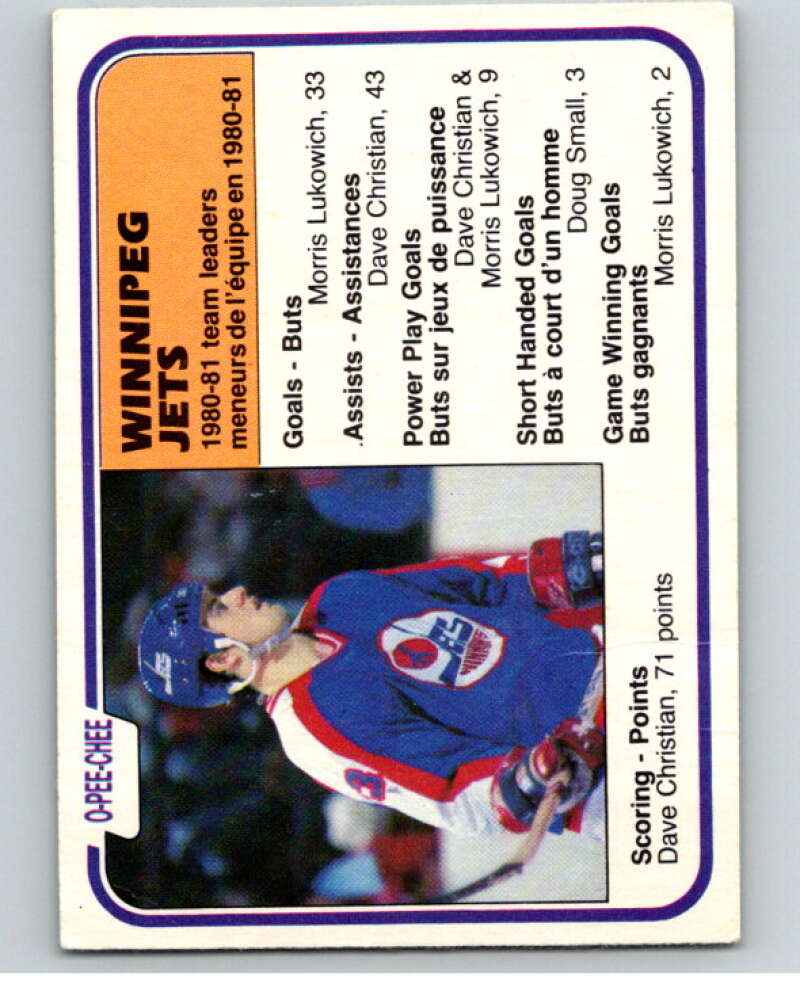 O-PEE-CHEE
WINNIPEG
JETS
1980-81 team leaders
meneurs de l'équipe en 1980-81
Goals - Buts
Morris Lukowich, 33
Assists - Assistances
Dave Christian, 43
Power Play Goals
Buts sur jeux de puissance
Dave Christian &
Morris Lukowich, 9
Short Handed Goals
Buts à court d'un homme
Doug Small, 3
Game Winning Goals
Buts gagnants
Morris Lukowich, 2
Scoring - Points
Dave Christian, 71 points
JETS
WINNIPEG
JETS